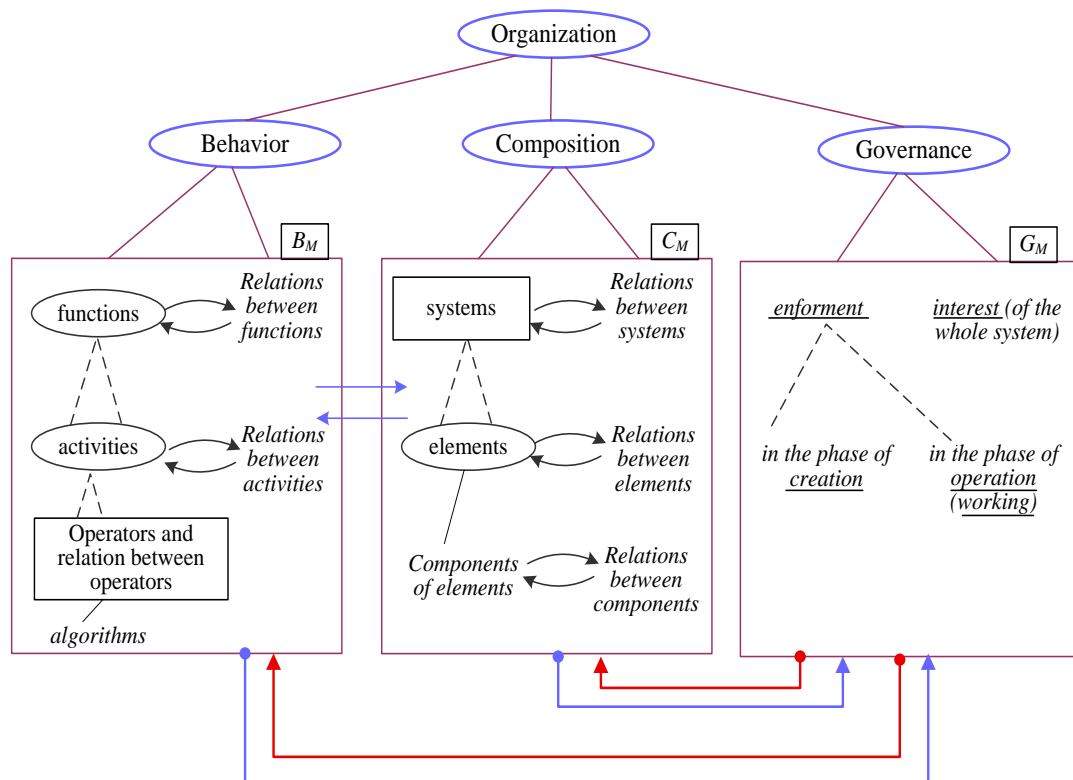 Organization
Behavior
Composition
Governance
B_M
C_M
G_M
functions
Relations
between
functions
activities
Relations
between
activities
Operators and
relation between
operators
algorithms
systems
Relations
between
systems
elements
Relations
between
elements
Components
of elements
Relations
between
components
enforment
interest (of the
whole system)
in the phase of
creation
in the phase of
operation
(working)